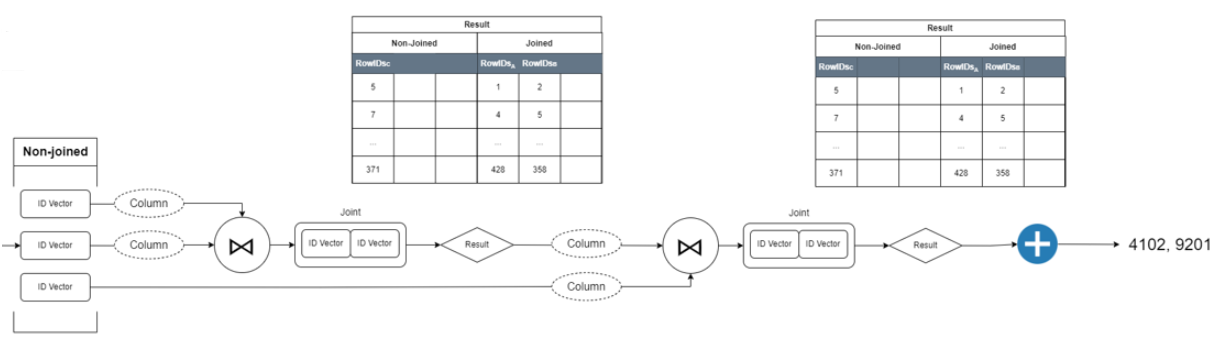 Result
Non-Joined Joined
RowIDsC RowIDsA RowIDsB
5 1 2
7 4 5
... ... ...
371 428 358
Result
Non-Joined Joined
RowIDsC RowIDsA RowIDsB
5 1 2
7 4 5
... ... ...
371 428 358
Non-joined
ID Vector Column
ID Vector Column
ID Vector
Joint
ID Vector ID Vector
Result
Column
Column
Joint
ID Vector ID Vector
Result
4102, 9201